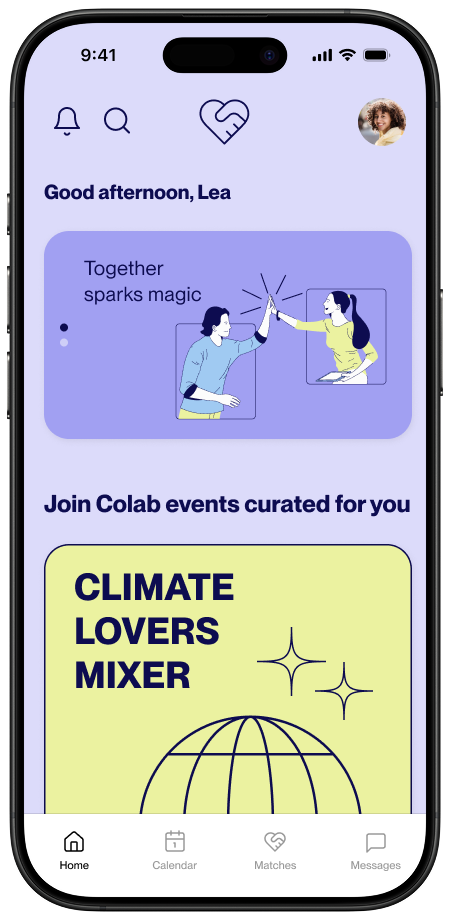 9:41
Good afternoon, Lea
Together
sparks magic
Join Colab events curated for you
CLIMATE
LOVERS
MIXER
1
Home Calendar Matches Messages